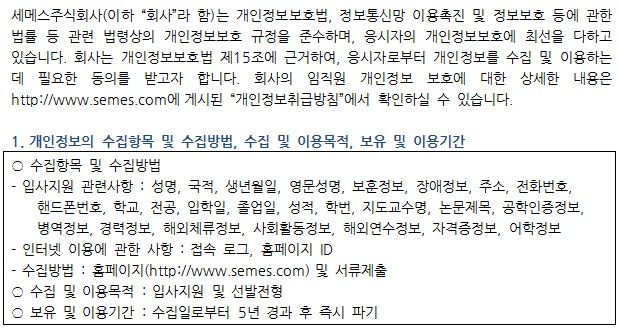 세메스주식회사(이하 “회사”라 함)는 개인정보보호법, 정보통신망 이용촉진 및 정보보호 등에 관한
법률 등 관련 법령상의 개인정보보호 규정을 준수하며, 응시자의 개인정보보호에 최선을 다하고
있습니다. 회사는 개인정보보호법 제15조에 근거하여, 응시자로부터 개인정보를 수집 및 이용하는
데 필요한 동의를 받고자 합니다. 회사의 임직원 개인정보 보호에 대한 상세한 내용은
http://www.semes.com에 게시된 “개인정보취급방침”에서 확인하실 수 있습니다.
1. 개인정보의 수집항목 및 수집방법, 수집 및 이용목적, 보유 및 이용기간
○ 수집항목 및 수집방법
- 입사지원 관련사항 : 성명, 국적, 생년월일, 영문성명, 보훈정보, 장애정보, 주소, 전화번호,
핸드폰번호, 학교, 전공, 입학일, 졸업일, 성적, 학번, 지도교수명, 논문제목, 공학인증정보,
병역정보, 경력정보, 해외체류정보, 사회활동정보, 해외연수정보, 자격증정보, 어학정보
- 인터넷 이용에 관한 사항 : 접속 로그, 홈페이지 ID
- 수집방법 : 홈페이지(http://www.semes.com) 및 서류제출
○ 수집 및 이용목적 : 입사지원 및 선발전형
○ 보유 및 이용기간 : 수집일로부터 5년 경과 후 즉시 파기